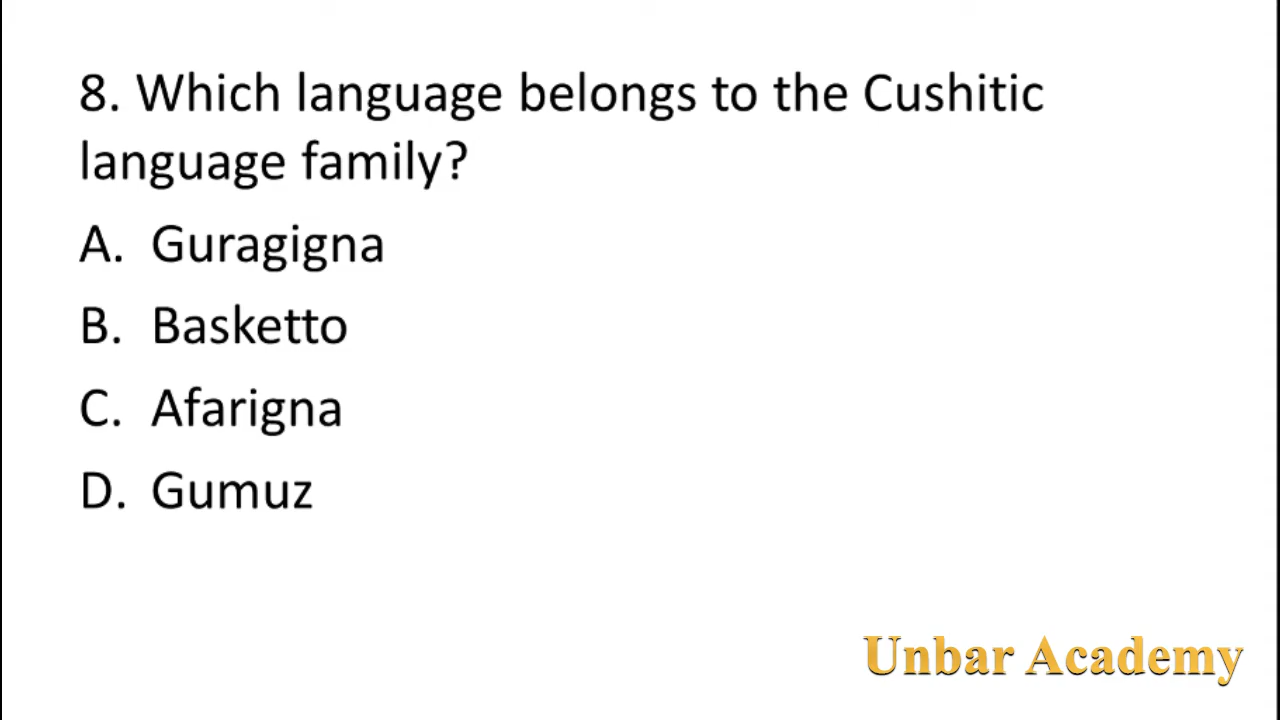 8. Which language belongs to the Cushitic
language family?
A. Guragigna
B. Basketto
C. Afarigna
D. Gumuz
Unbar Academy